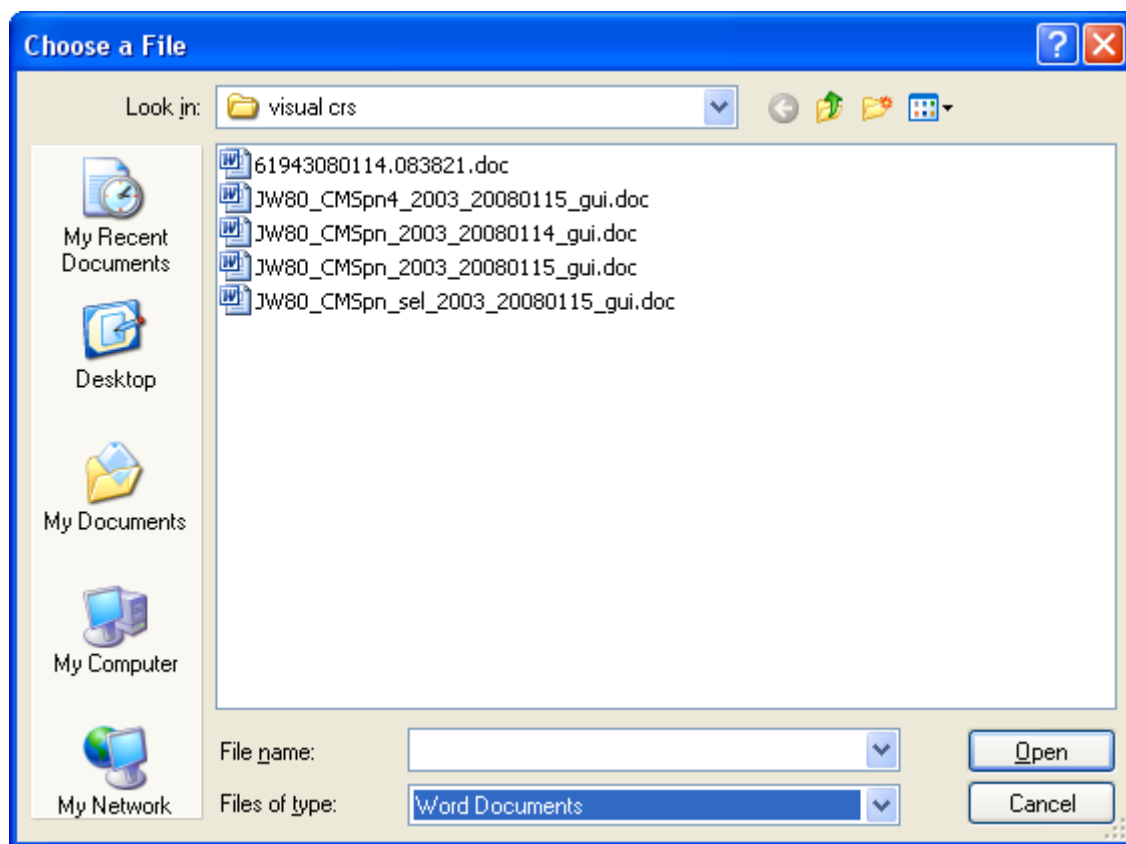 Choose a File
Look in: visual crs
61943080114.083821.doc
JW80_CMSpn4_2003_20080115_gui.doc
JW80_CMSpn_2003_20080114_gui.doc
JW80_CMSpn_2003_20080115_gui.doc
JW80_CMSpn_sel_2003_20080115_gui.doc
My Recent
Documents
Desktop
My Documents
My Computer
My Network
File name:
Open
Files of type: Word Documents
Cancel